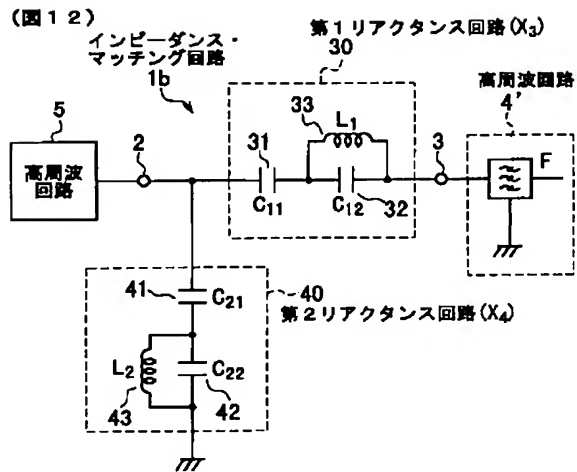 (図12)
インピーダンス・
マッチング回路
1b
第1リアクタンス回路(X3)
30
高周波回路
4'
5
高周波
回路
2
31
33
L1
C11
C12
32
3
F
41
C21
40
第2リアクタンス回路(X4)
L2
C22
43
42